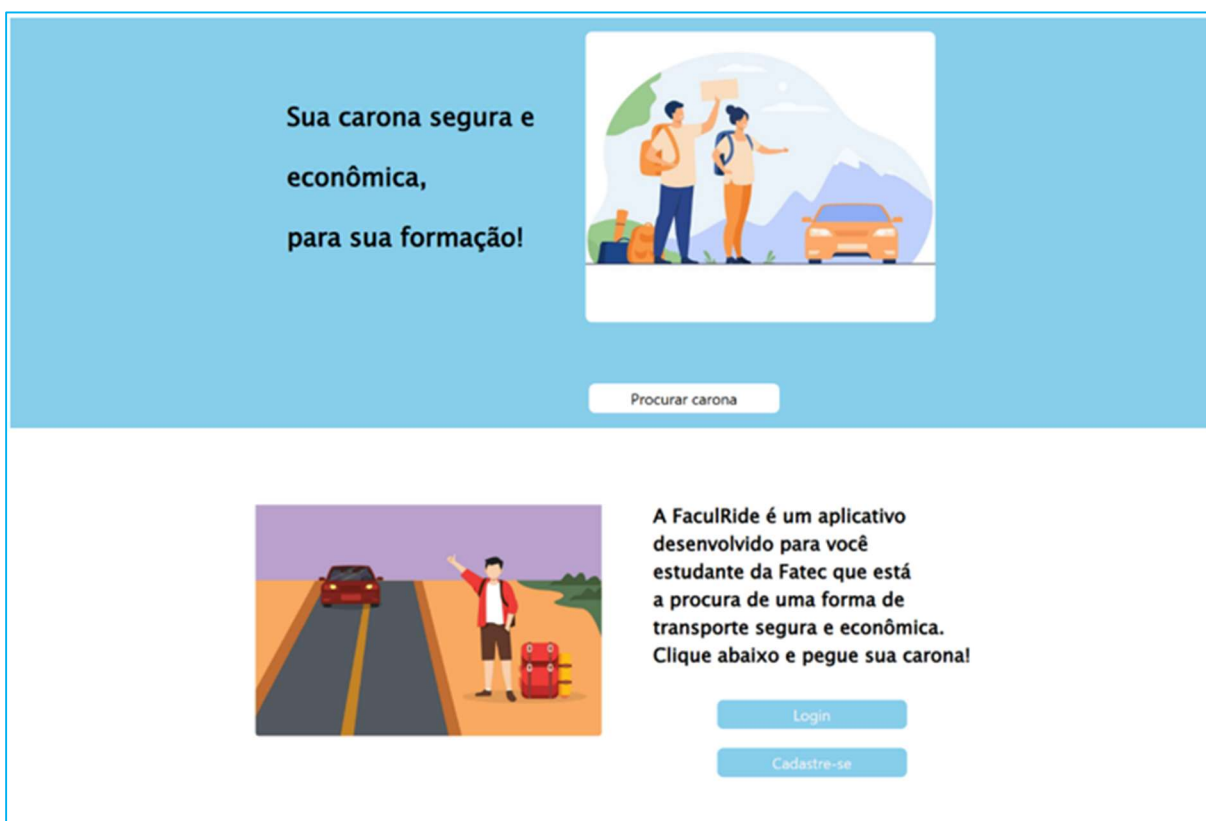 Sua carona segura e
econômica,
para sua formação!
Procurar carona
A FaculRide é um aplicativo
desenvolvido para você
estudante da Fatec que está
a procura de uma forma de
transporte segura e econômica.
Clique abaixo e pegue sua carona!
Login
Cadastre-se